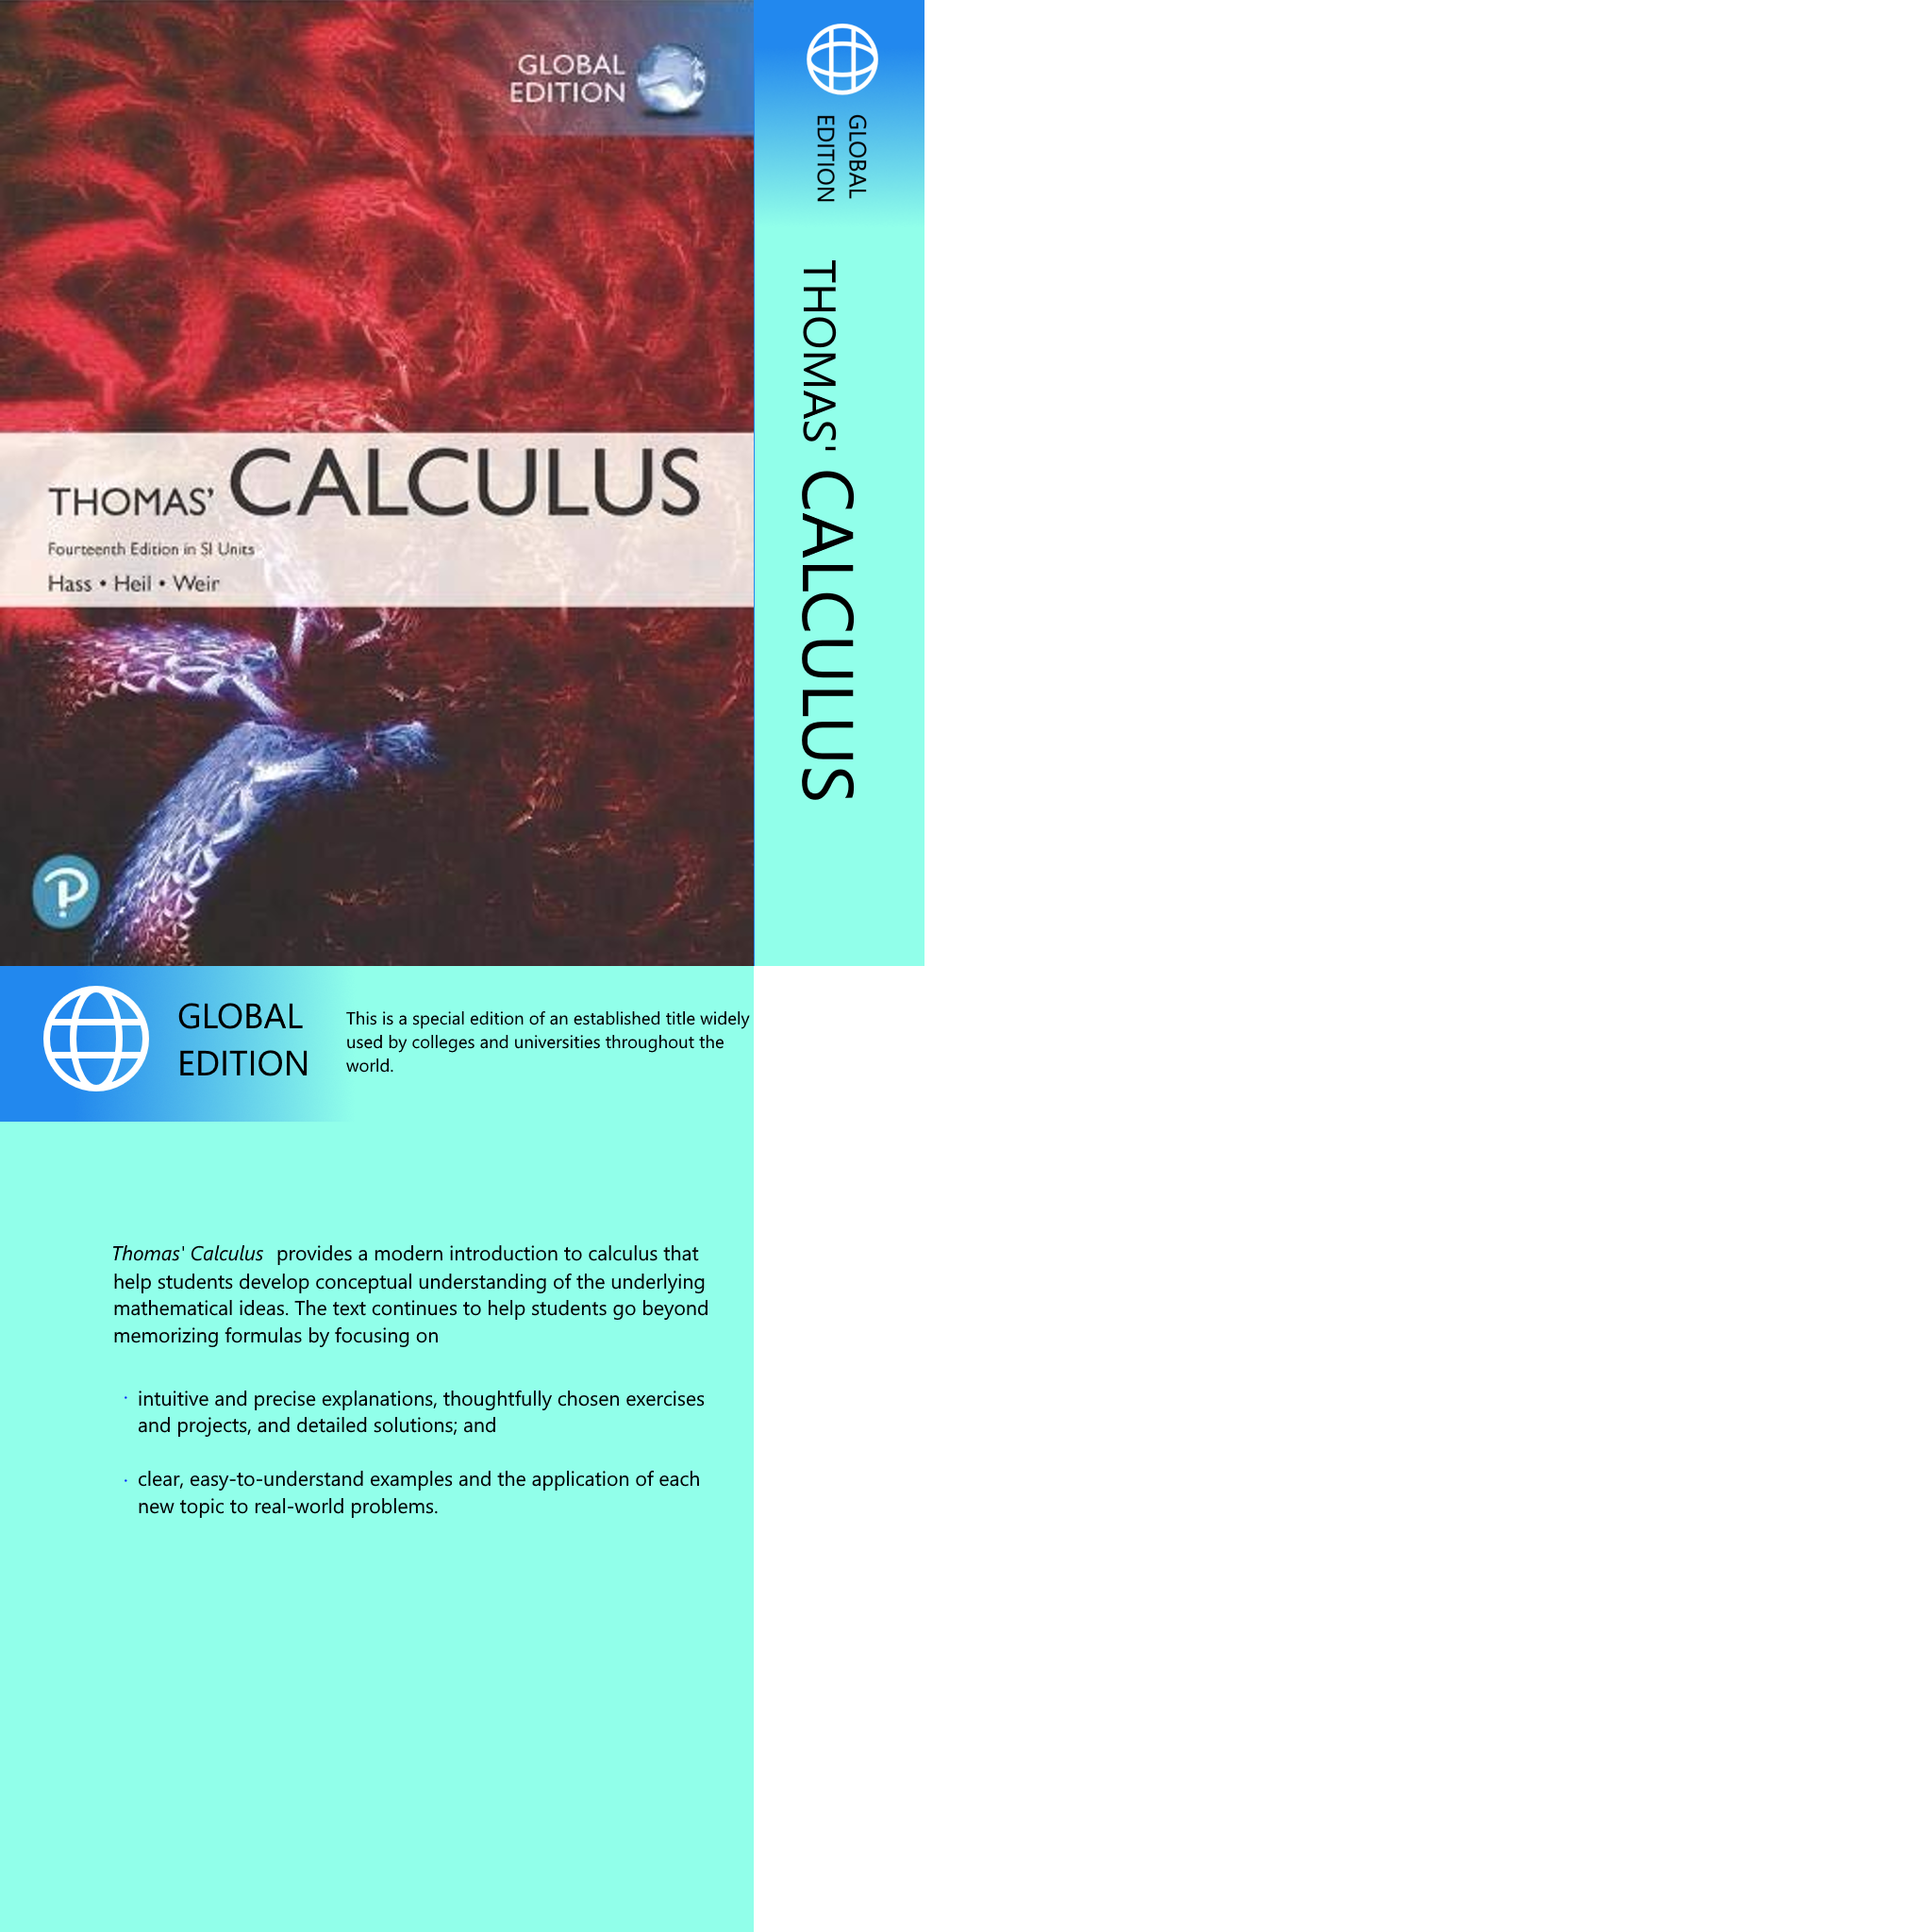 GLOBAL
EDITION
THOMAS' CALCULUS
Fourteenth Edition in SI Units
Hass • Heil • Weir
P
GLOBAL
EDITION
THOMAS' CALCULUS
GLOBAL
EDITION
This is a special edition of an established title widely
used by colleges and universities throughout the
world.
Thomas' Calculus provides a modern introduction to calculus that
help students develop conceptual understanding of the underlying
mathematical ideas. The text continues to help students go beyond
memorizing formulas by focusing on
· intuitive and precise explanations, thoughtfully chosen exercises
and projects, and detailed solutions; and
· clear, easy-to-understand examples and the application of each
new topic to real-world problems.